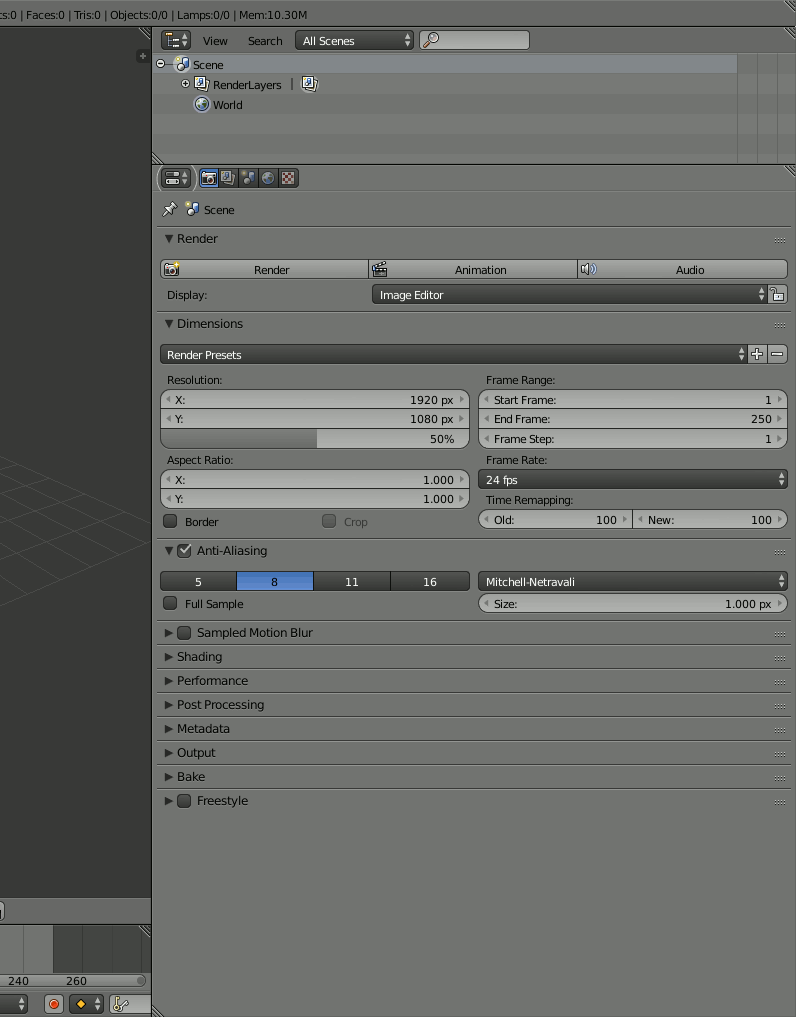 :0 | Faces:0 | Tris:0 | Objects:0/0 | Lamps:0/0 | Mem:10.30M
View Search All Scenes
Scene
RenderLayers |
World
Scene
Render
Render Animation Audio
Display: Image Editor
Dimensions
Render Presets
Resolution:
X: 1920 px
Y: 1080 px
50%
Aspect Ratio:
X: 1.000
Y: 1.000
Border Crop
Frame Range:
Start Frame: 1
End Frame: 250
Frame Step: 1
Frame Rate:
24 fps
Time Remapping:
Old: 100 New: 100
Anti-Aliasing
5 8 11 16
Full Sample
Mitchell-Netravali
Size: 1.000 px
Sampled Motion Blur
Shading
Performance
Post Processing
Metadata
Output
Bake
Freestyle
240 260